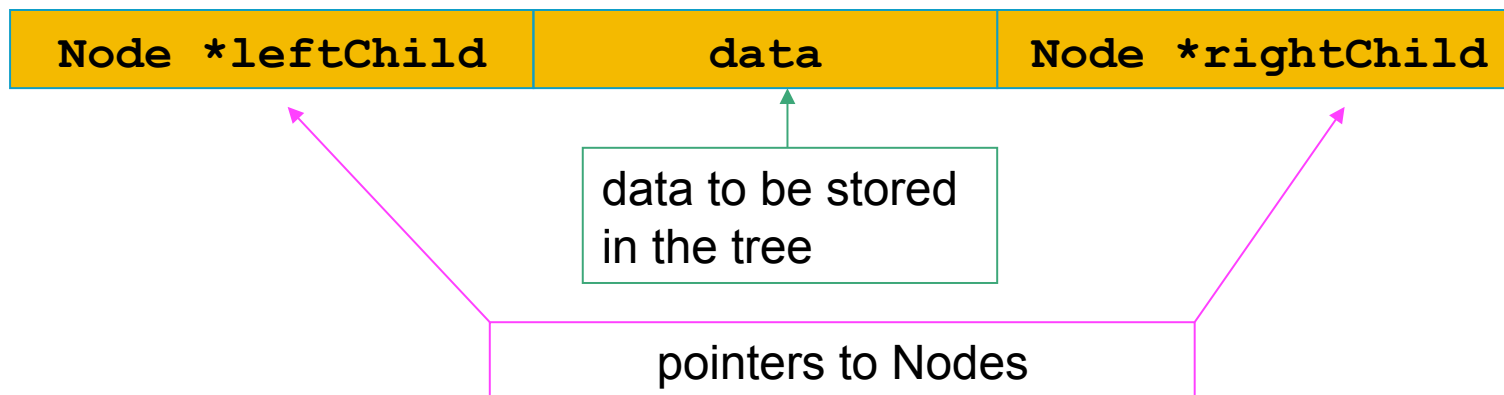 Node *leftChild data Node *rightChild
data to be stored
in the tree
pointers to Nodes